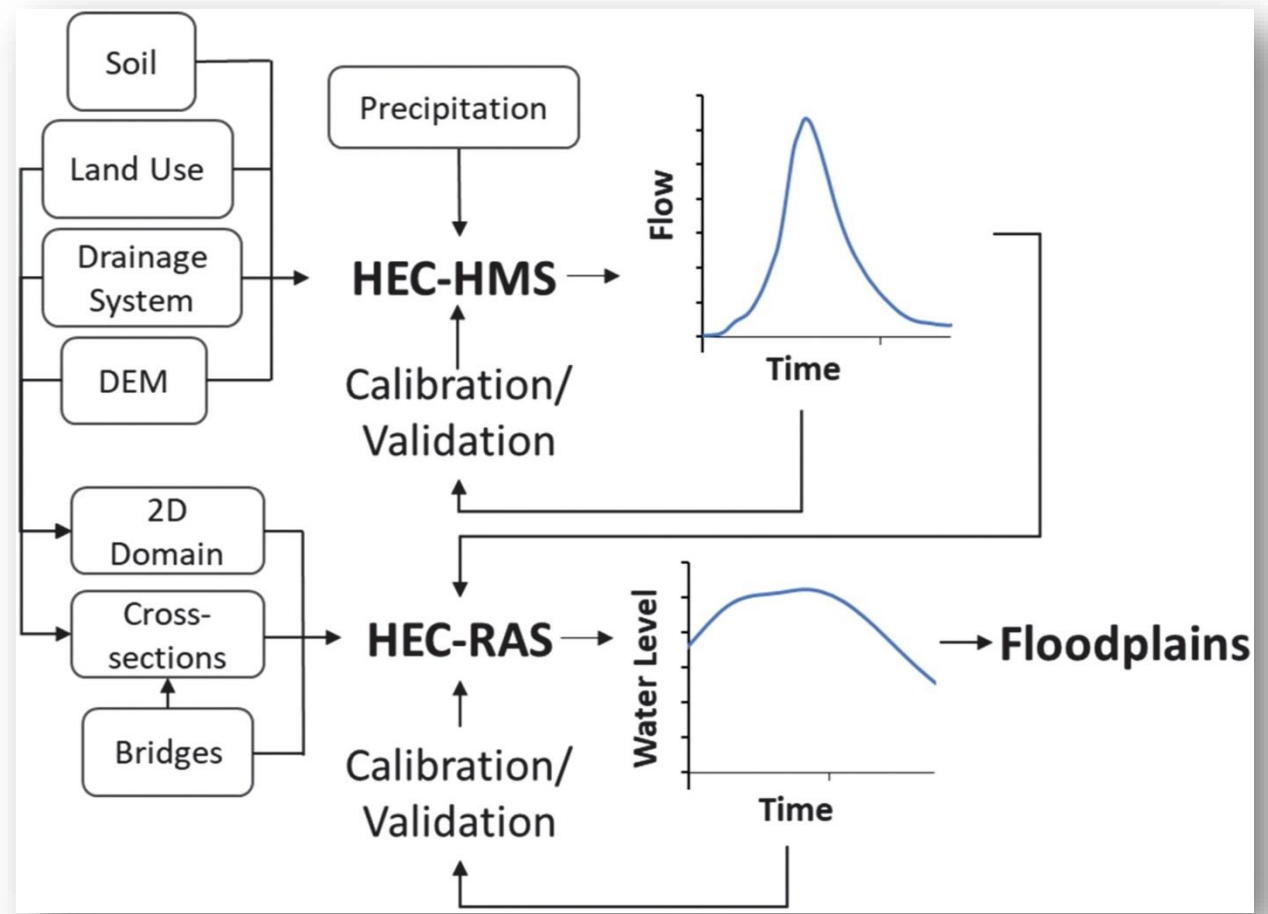 Soil
Precipitation
Land Use
Drainage
System
DEM
HEC-HMS
Flow
Time
Calibration/
Validation
2D
Domain
Cross-
sections
Bridges
HEC-RAS
Water Level
Time
Floodplains
Calibration/
Validation